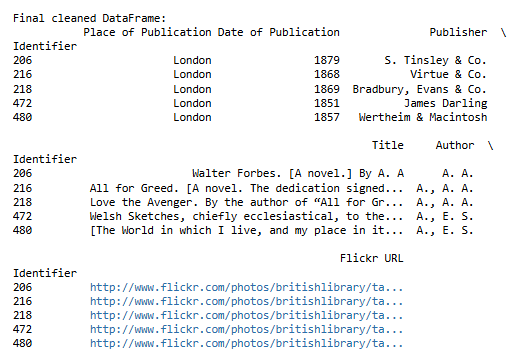 Final cleaned DataFrame:
Place of Publication Date of Publication Publisher \
Identifier
206 London 1879 S. Tinsley & Co.
216 London 1868 Virtue & Co.
218 London 1869 Bradbury, Evans & Co.
472 London 1851 James Darling
480 London 1857 Wertheim & Macintosh
Title Author \
Identifier
206 Walter Forbes. [A novel.] By A. A A. A.
216 All for Greed. [A novel. The dedication signed... A., A. A.
218 Love the Avenger. By the author of “All for Gr... A., A. A.
472 Welsh Sketches, chiefly ecclesiastical, to the... A., E. S.
480 [The World in which I live, and my place in it... A., E. S.
Flickr URL
Identifier
206 http://www.flickr.com/photos/britishlibrary/ta...
216 http://www.flickr.com/photos/britishlibrary/ta...
218 http://www.flickr.com/photos/britishlibrary/ta...
472 http://www.flickr.com/photos/britishlibrary/ta...
480 http://www.flickr.com/photos/britishlibrary/ta...